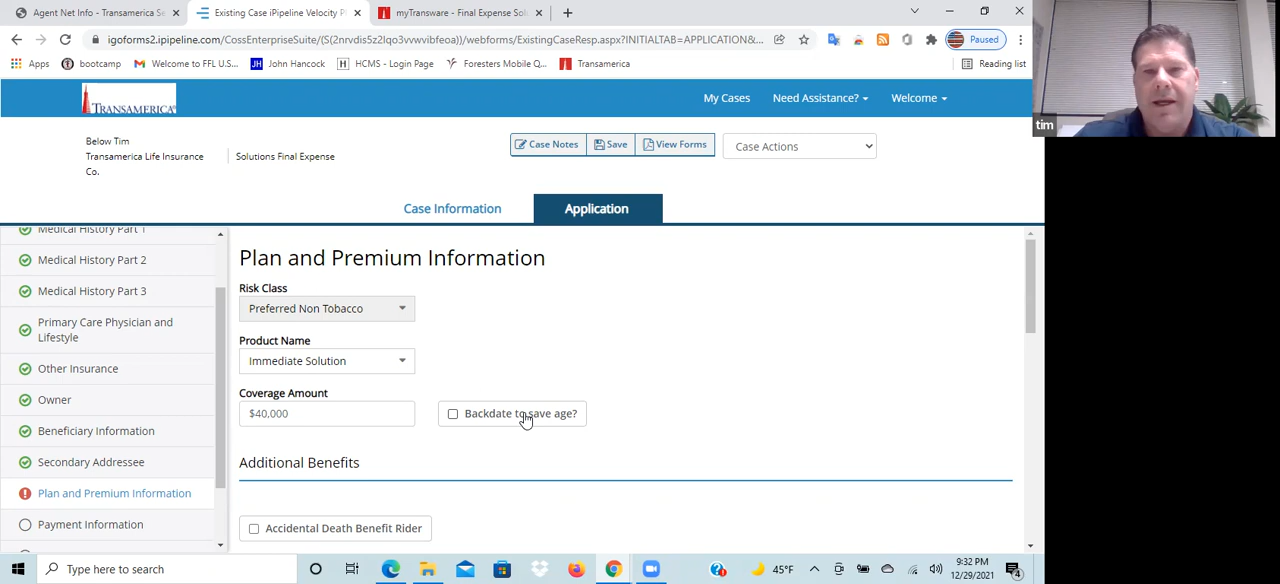 Agent Net Info - Transamerica Se
Existing Case iPipeline Velocity P
myTransware - Final Expense Sol
igoforms2.ipipeline.com/CossEnterpriseSuite/(S(2nrvdis5z2lqo3vwwvibfeoa))/webforms/ExistingCaseResp.aspx?INITIALTAB=APPLICATION&...
Paused
Apps
bootcamp
Welcome to FFL U.S...
JH John Hancock
H HCMS - Login Page
Foresters Mobile Q...
Transamerica
Reading list
TRANSAMERICA
My Cases
Need Assistance?
Welcome
tim
Below Tim
Transamerica Life Insurance
Co.
Solutions Final Expense
Case Notes
Save
View Forms
Case Actions
Case Information
Application
Medical History Part 1
Medical History Part 2
Medical History Part 3
Primary Care Physician and
Lifestyle
Other Insurance
Owner
Beneficiary Information
Secondary Addressee
Plan and Premium Information
Payment Information
Plan and Premium Information
Risk Class
Preferred Non Tobacco
Product Name
Immediate Solution
Coverage Amount
$40,000
Backdate to save age?
Additional Benefits
Accidental Death Benefit Rider
Type here to search
45°F
9:32 PM
12/29/2021
4